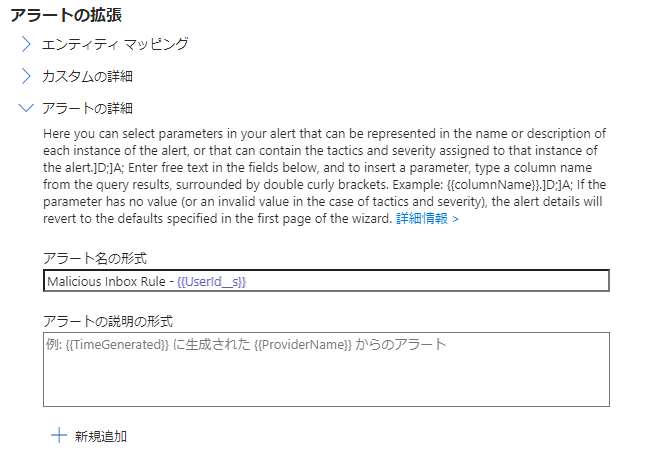 アラートの拡張
エンティティ マッピング
カスタムの詳細
アラートの詳細
Here you can select parameters in your alert that can be represented in the name or description of
each instance of the alert, or that can contain the tactics and severity assigned to that instance of
the alert.]D;]A; Enter free text in the fields below, and to insert a parameter, type a column name
from the query results, surrounded by double curly brackets. Example: {{columnName}}.]D;]A; If the
parameter has no value (or an invalid value in the case of tactics and severity), the alert details will
revert to the defaults specified in the first page of the wizard. 詳細情報 >
アラート名の形式
Malicious Inbox Rule - {{UserId__s}}
アラートの説明の形式
例: {{TimeGenerated}} に生成された {{ProviderName}} からのアラート
新規追加